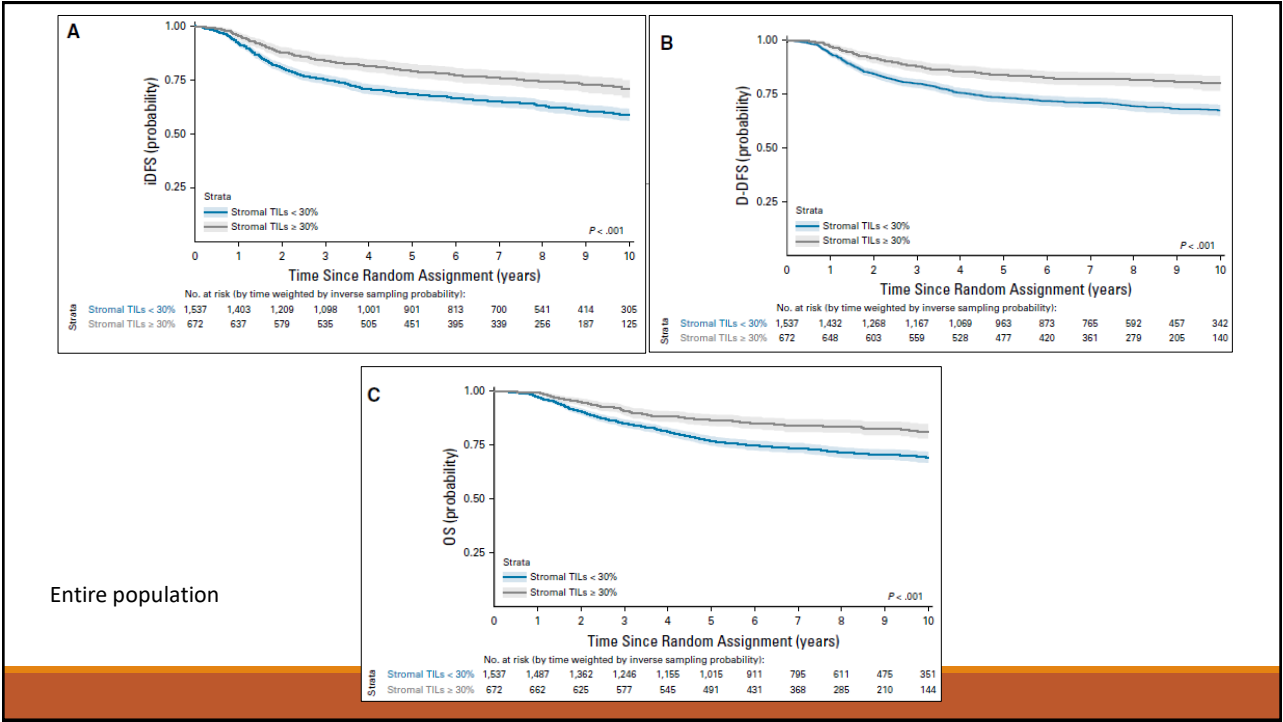 A
iDFS (probability)
1.00
0.75
0.50
0.25
Strata
Stromal TILs < 30%
Stromal TILs ≥ 30%
P < .001
0 1 2 3 4 5 6 7 8 9 10
Time Since Random Assignment (years)
No. at risk (by time weighted by inverse sampling probability):
Strata
Stromal TILs < 30% 1,537 1,403 1,209 1,098 1,001 901 813 700 541 414 305
Stromal TILs ≥ 30% 672 637 579 535 505 451 395 339 256 187 125
B
D-DFS (probability)
1.00
0.75
0.50
0.25
Strata
Stromal TILs < 30%
Stromal TILs ≥ 30%
P < .001
0 1 2 3 4 5 6 7 8 9 10
Time Since Random Assignment (years)
No. at risk (by time weighted by inverse sampling probability):
Strata
Stromal TILs < 30% 1,537 1,432 1,268 1,167 1,069 963 873 765 592 457 342
Stromal TILs ≥ 30% 672 648 603 559 528 477 420 361 279 205 140
C
OS (probability)
1.00
0.75
0.50
0.25
Strata
Stromal TILs < 30%
Stromal TILs ≥ 30%
P < .001
0 1 2 3 4 5 6 7 8 9 10
Time Since Random Assignment (years)
No. at risk (by time weighted by inverse sampling probability):
Strata
Stromal TILs < 30% 1,537 1,487 1,362 1,246 1,155 1,015 911 795 611 475 351
Stromal TILs ≥ 30% 672 662 625 577 545 491 431 368 285 210 144
Entire population